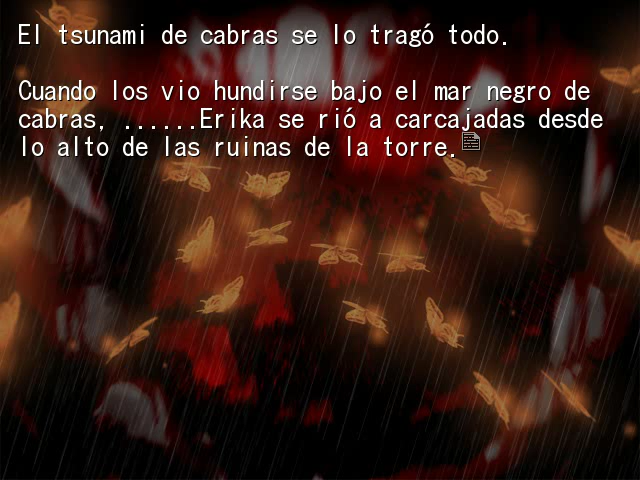 El tsunami de cabras se lo tragó todo.
Cuando los vio hundirse bajo el mar negro de
cabras, ......Erika se rió a carcajadas desde
lo alto de las ruinas de la torre.